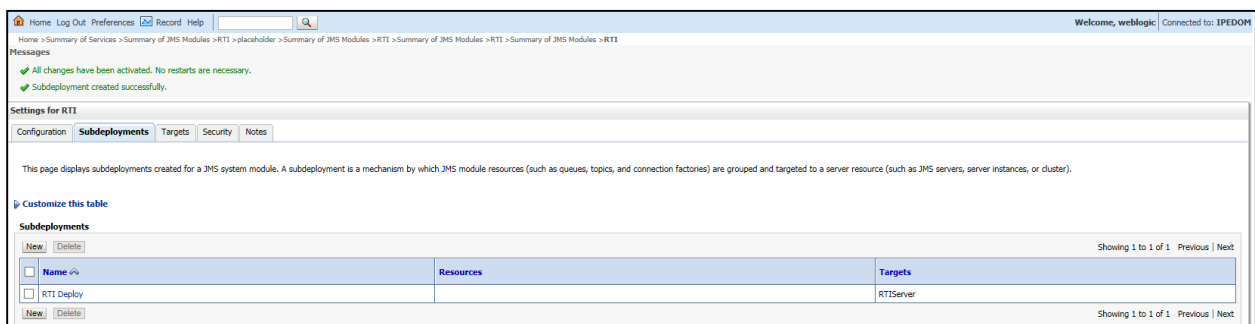 Home Log Out Preferences Record Help
Welcome, weblogic Connected to: IPEDOM
Home >Summary of Services >Summary of JMS Modules >RTI >placeholder >Summary of JMS Modules >RTI >Summary of JMS Modules >RTI >Summary of JMS Modules >RTI
Messages
All changes have been activated. No restarts are necessary.
Subdeployment created successfully.
Settings for RTI
Configuration Subdeployments Targets Security Notes
This page displays subdeployments created for a JMS system module. A subdeployment is a mechanism by which JMS module resources (such as queues, topics, and connection factories) are grouped and targeted to a server resource (such as JMS servers, server instances, or cluster).
Customize this table
Subdeployments
New Delete Showing 1 to 1 of 1 Previous | Next
Name Resources Targets
RTI Deploy RTIServer
New Delete Showing 1 to 1 of 1 Previous | Next